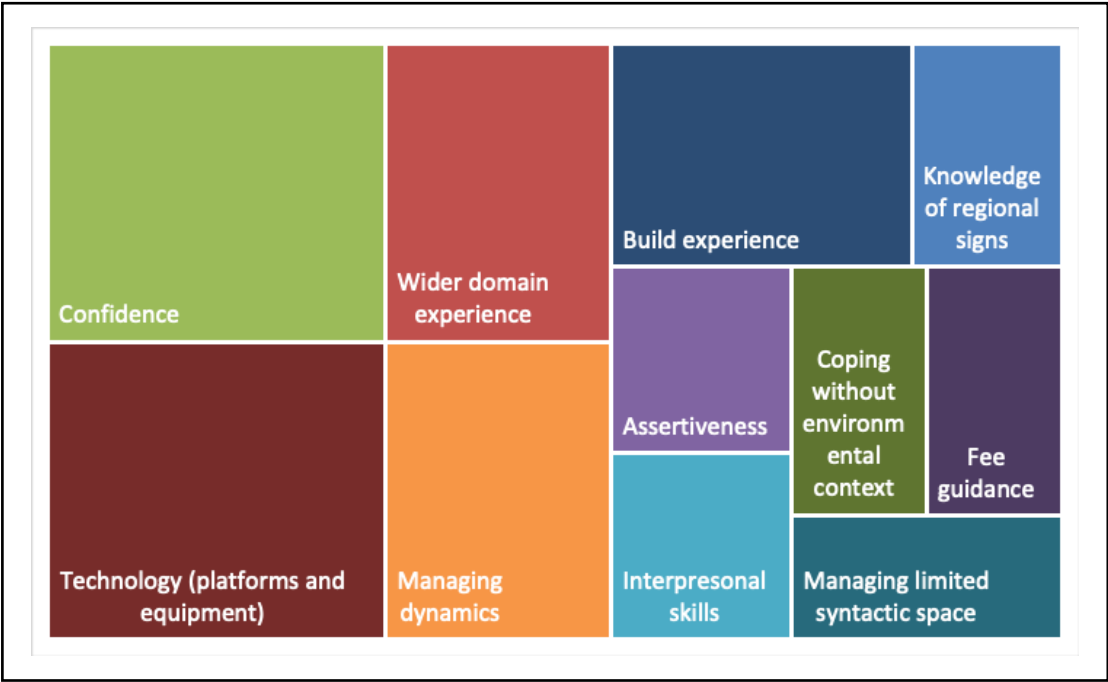 Confidence
Wider domain
experience
Build experience
Knowledge
of regional
signs
Technology (platforms and
equipment)
Managing
dynamics
Assertiveness
Interpresonal
skills
Coping
without
environm
ental
context
Fee
guidance
Managing limited
syntactic space